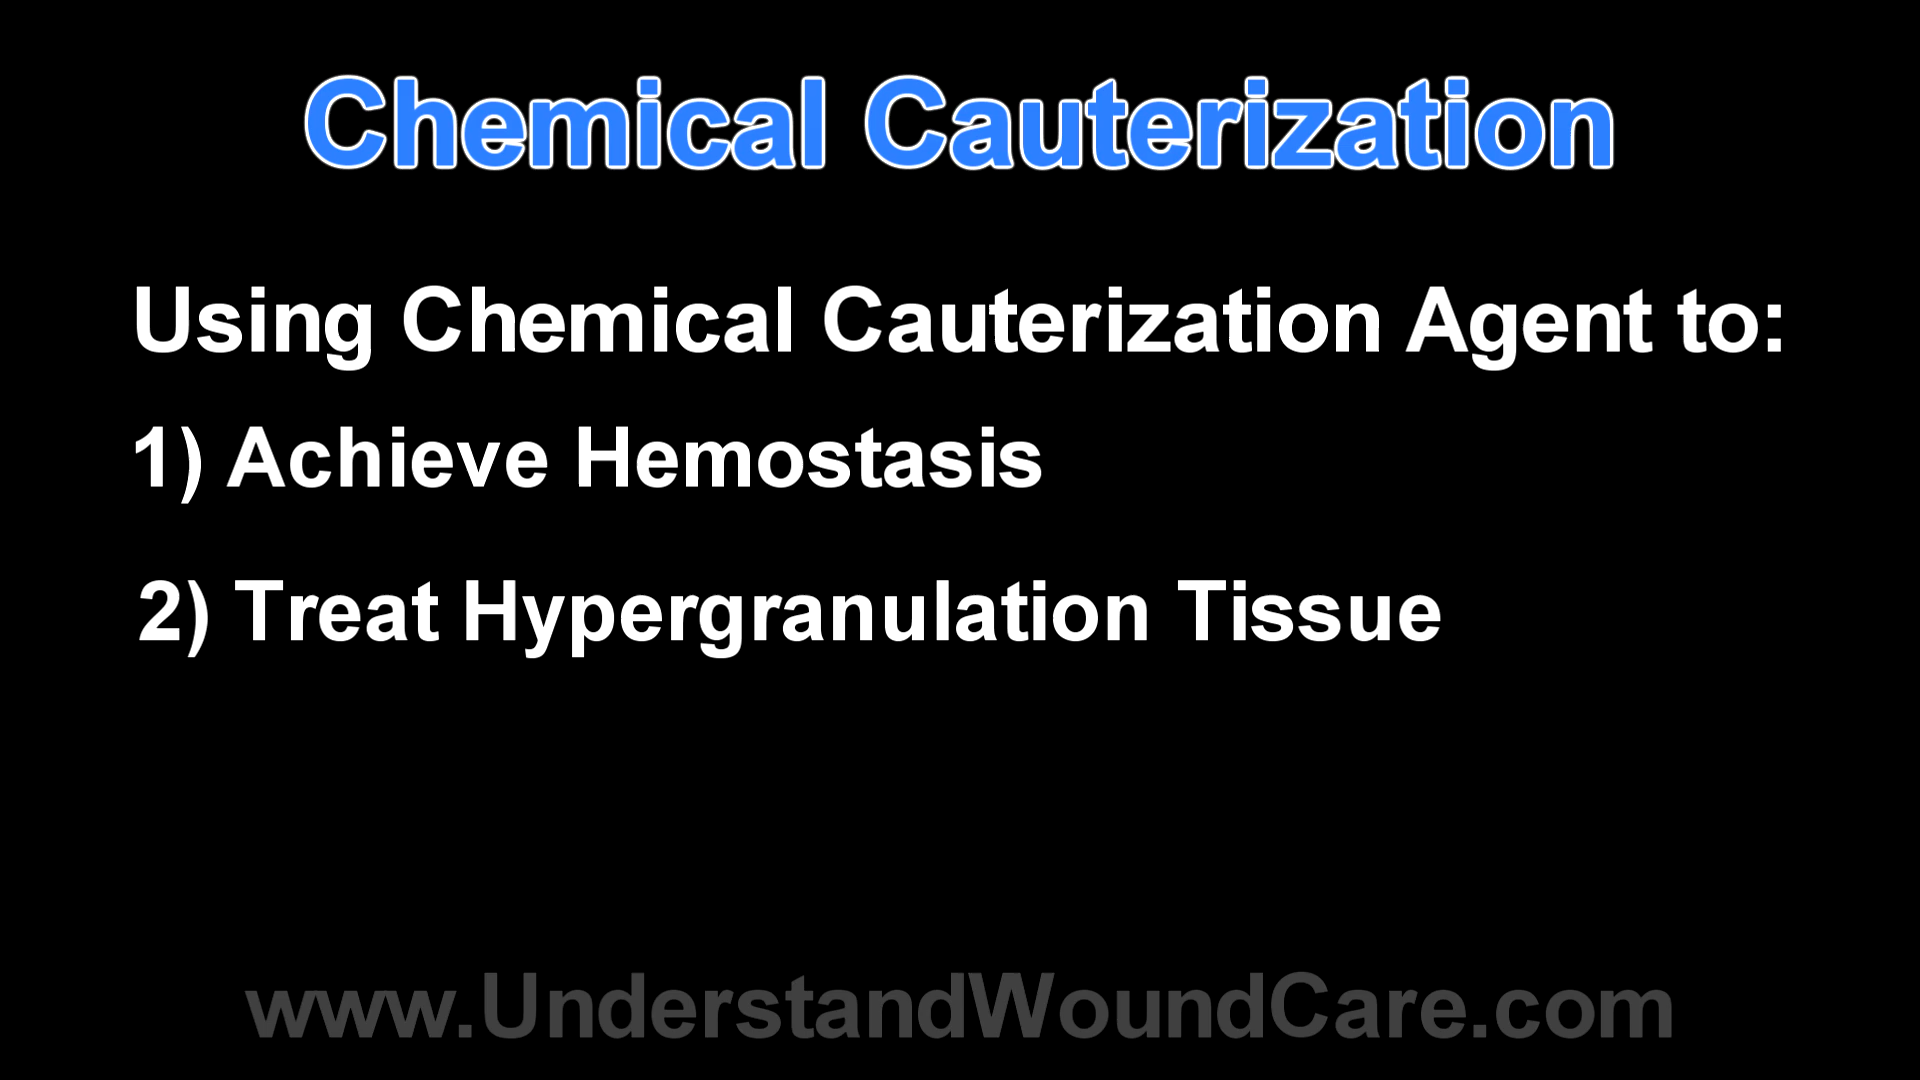 Chemical Cauterization
Using Chemical Cauterization Agent to:
1) Achieve Hemostasis
2) Treat Hypergranulation Tissue
www.UnderstandWoundCare.com